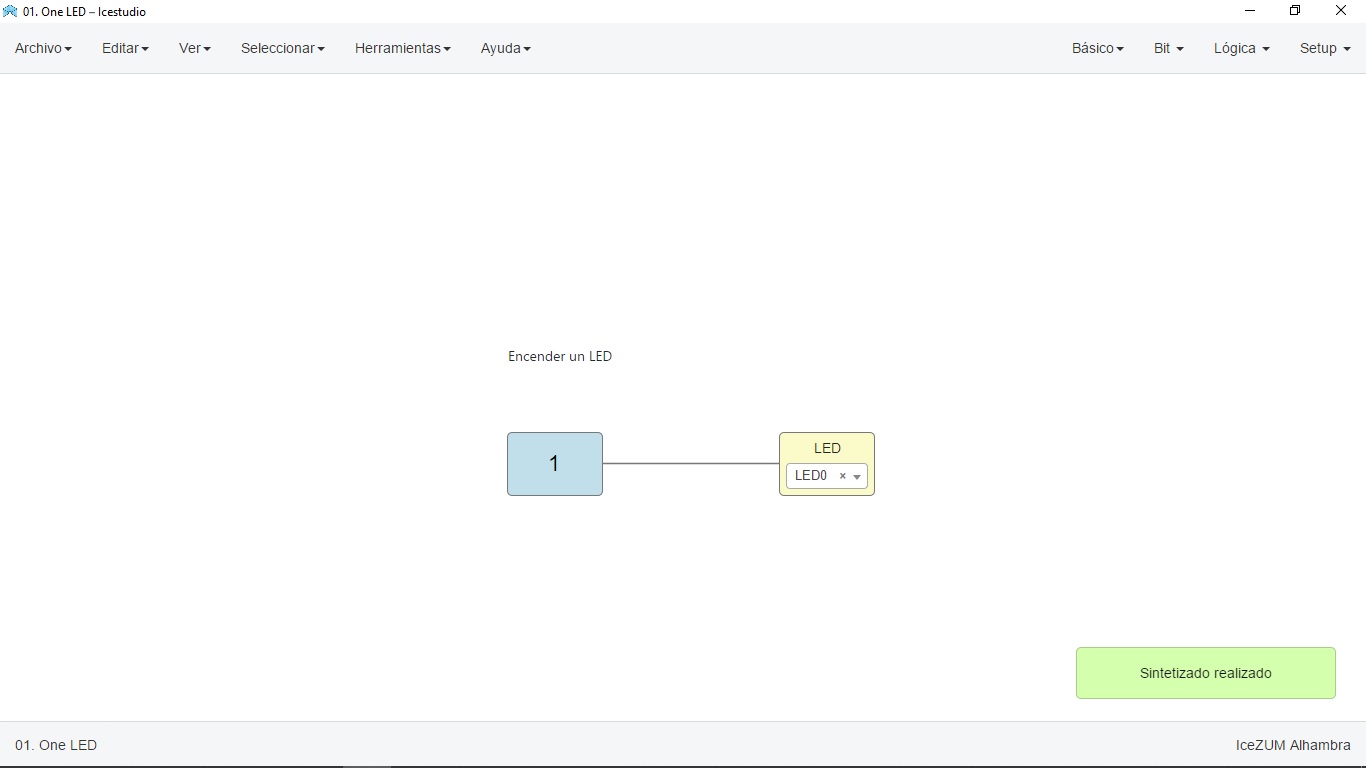 01. One LED – Icestudio
Archivo Editar Ver Seleccionar Herramientas Ayuda Básico Bit Lógica Setup
Encender un LED
1
LED
LED0 ×
Sintetizado realizado
01. One LED IceZUM Alhambra